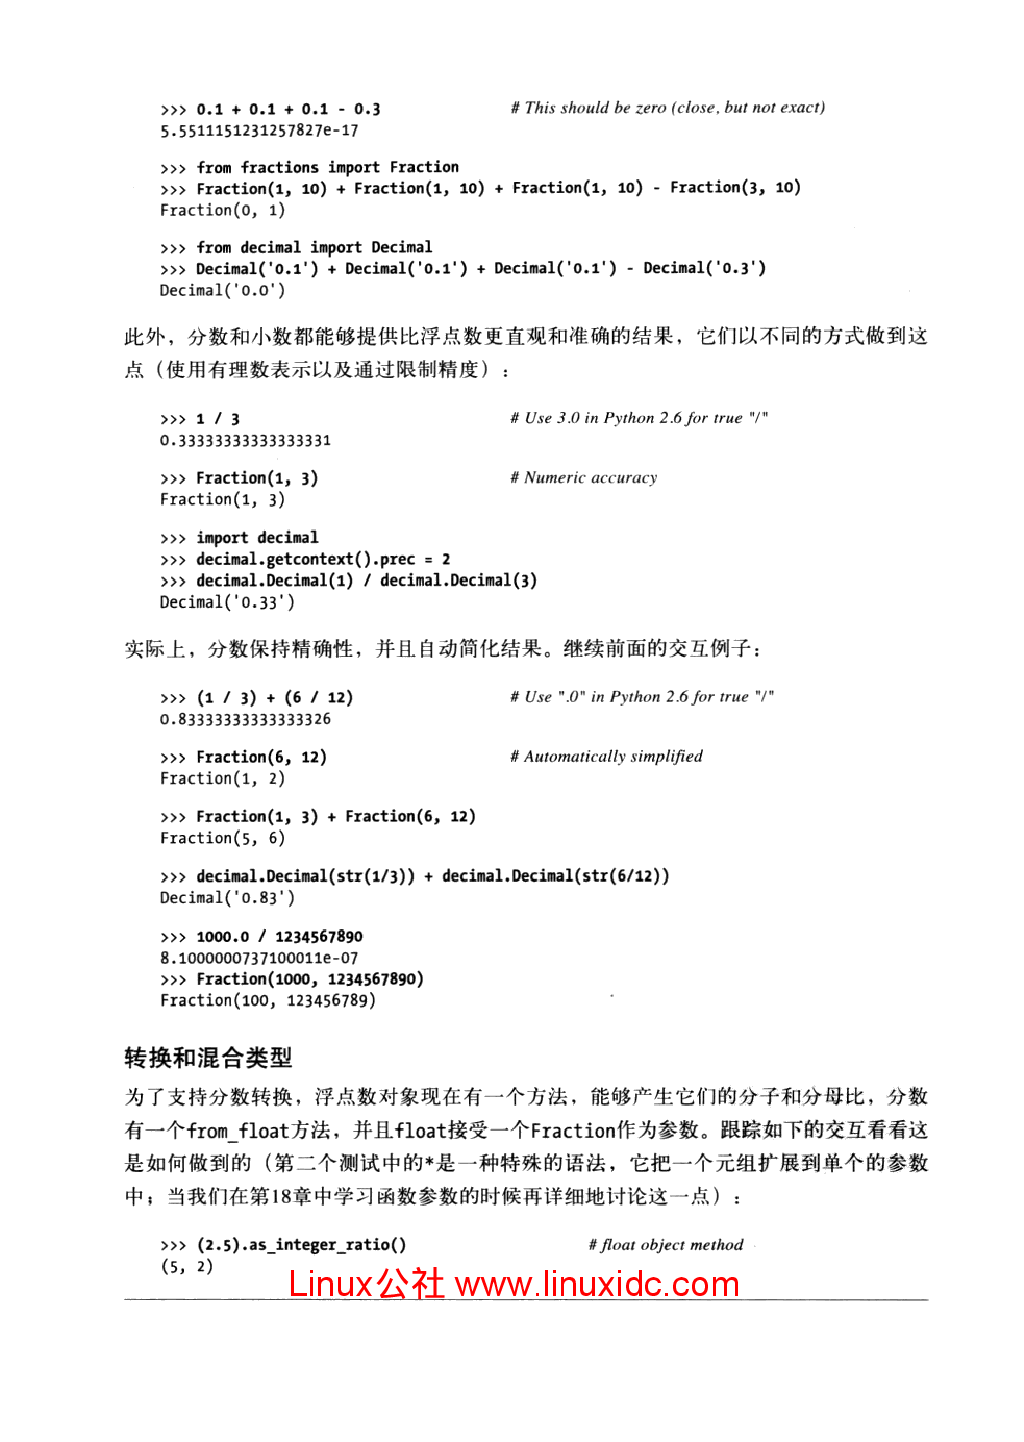 >>> 0.1 + 0.1 + 0.1 - 0.3 # This should be zero (close, but not exact)
5.5511151231257827e-17
>>> from fractions import Fraction
>>> Fraction(1, 10) + Fraction(1, 10) + Fraction(1, 10) - Fraction(3, 10)
Fraction(0, 1)
>>> from decimal import Decimal
>>> Decimal('0.1') + Decimal('0.1') + Decimal('0.1') - Decimal('0.3')
Decimal('0.0')
此外，分数和小数都能够提供比浮点数更直观和准确的结果，它们以不同的方式做到这
点（使用有理数表示以及通过限制精度）：
>>> 1 / 3 # Use 3.0 in Python 2.6 for true "/"
0.33333333333333331
>>> Fraction(1, 3) # Numeric accuracy
Fraction(1, 3)
>>> import decimal
>>> decimal.getcontext().prec = 2
>>> decimal.Decimal(1) / decimal.Decimal(3)
Decimal('0.33')
实际上，分数保持精确性，并且自动简化结果。继续前面的交互例子：
>>> (1 / 3) + (6 / 12) # Use ".0" in Python 2.6 for true "/"
0.83333333333333326
>>> Fraction(6, 12) # Automatically simplified
Fraction(1, 2)
>>> Fraction(1, 3) + Fraction(6, 12)
Fraction(5, 6)
>>> decimal.Decimal(str(1/3)) + decimal.Decimal(str(6/12))
Decimal('0.83')
>>> 1000.0 / 1234567890
8.1000000737100011e-07
>>> Fraction(1000, 1234567890)
Fraction(100, 123456789)
转换和混合类型
为了支持分数转换，浮点数对象现在有一个方法，能够产生它们的分子和分母比，分数
有一个from_float方法，并且float接受一个Fraction作为参数。跟踪如下的交互看看这
是如何做到的（第二个测试中的*是一种特殊的语法，它把一个元组扩展到单个的参数
中；当我们在第18章中学习函数参数的时候再详细地讨论这一点）：
>>> (2.5).as_integer_ratio() # float object method
(5, 2)
Linux公社 www.linuxidc.com